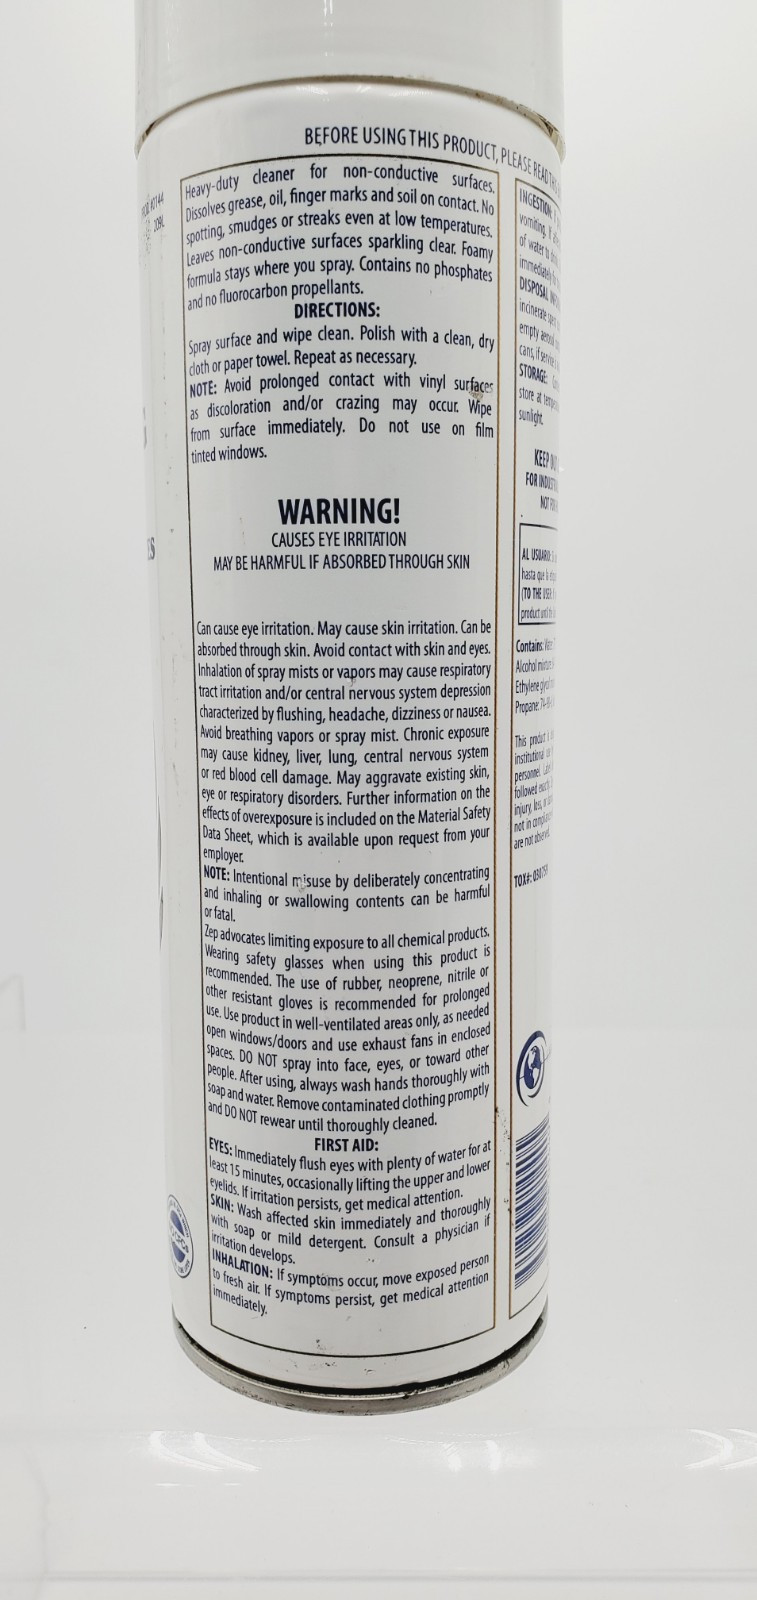 BEFORE USING THIS PRODUCT, PLEASE READ
Heavy-duty cleaner for non-conductive surfaces.
Dissolves grease, oil, finger marks and soil on contact. No
spotting, smudges or streaks even at low temperatures.
Leaves non-conductive surfaces sparkling clear. Foamy
formula stays where you spray. Contains no phosphates
and no fluorocarbon propellants.
DIRECTIONS:
Spray surface and wipe clean. Polish with a clean, dry
cloth or paper towel. Repeat as necessary.
NOTE: Avoid prolonged contact with vinyl surfaces
as discoloration and/or crazing may occur. Wipe
from surface immediately. Do not use on film
tinted windows.
WARNING!
CAUSES EYE IRRITATION
MAY BE HARMFUL IF ABSORBED THROUGH SKIN
Can cause eye irritation. May cause skin irritation. Can be
absorbed through skin. Avoid contact with skin and eyes.
Inhalation of spray mists or vapors may cause respiratory
tract irritation and/or central nervous system depression
characterized by flushing, headache, dizziness or nausea.
Avoid breathing vapors or spray mist. Chronic exposure
may cause kidney, liver, lung, central nervous system
or red blood cell damage. May aggravate existing skin,
eye or respiratory disorders. Further information on the
effects of overexposure is included on the Material Safety
Data Sheet, which is available upon request from your
employer.
NOTE: Intentional misuse by deliberately concentrating
and inhaling or swallowing contents can be harmful
or fatal.
Zep advocates limiting exposure to all chemical products.
Wearing safety glasses when using this product is
recommended. The use of rubber, neoprene, nitrile or
other resistant gloves is recommended for prolonged
use. Use product in well-ventilated areas only, as needed
open windows/doors and use exhaust fans in enclosed
spaces. DO NOT spray into face, eyes, or toward other
people. After using, always wash hands thoroughly with
soap and water. Remove contaminated clothing promptly
and DO NOT rewear until thoroughly cleaned.
FIRST AID:
EYES: Immediately flush eyes with plenty of water for at
least 15 minutes, occasionally lifting the upper and lower
eyelids. If irritation persists, get medical attention.
SKIN: Wash affected skin immediately and thoroughly
with soap or mild detergent. Consult a physician if
irritation develops.
INHALATION: If symptoms occur, move exposed person
to fresh air. If symptoms persist, get medical attention
immediately.
INGESTION:
vomiting. If
of water to
immediately
DISPOSAL
incinerate
empty
cans, if
STORAGE:
store at
sunlight.
KEEP
FOR
NOT
AL USUARIO:
hasta que
(TO THE USER:
product
Contains:
Alcohol
Ethylene
Propane:
This product is
institutional
personnel.
followed
injury, loss, or
not in
are not
TOX#: